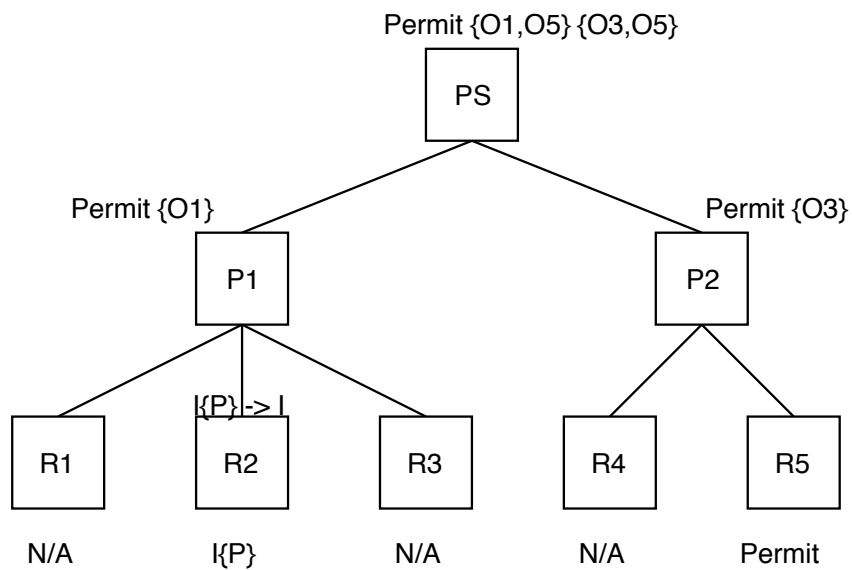 Permit {O1,O5} {O3,O5}
PS
Permit {O1}
Permit {O3}
P1
P2
I{P} -> I
R1
R2
R3
R4
R5
N/A
I{P}
N/A
N/A
Permit